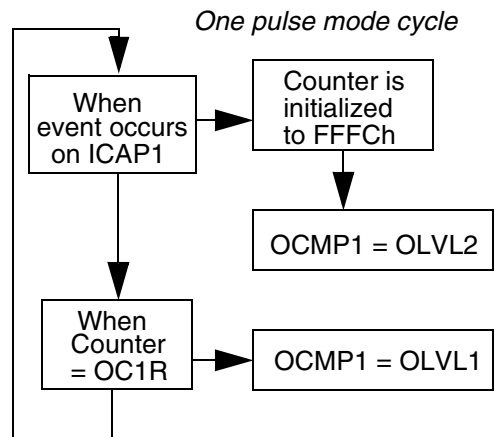 One pulse mode cycle
When
event occurs
on ICAP1
Counter is
initialized
to FFFCh
OCMP1 = OLVL2
When
Counter
= OC1R
OCMP1 = OLVL1